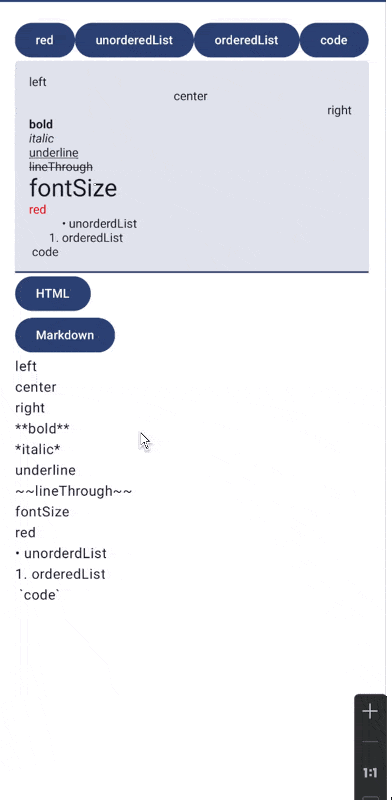 red unorderedList orderedList code
left
center
right
bold
italic
underline
lineThrough
fontSize
red
• unorderdList
1. orderedList
code
HTML
Markdown
left
center
right
**bold**
*italic*
underline
~~lineThrough~~
fontSize
red
• unorderdList
1. orderedList
`code`
1:1